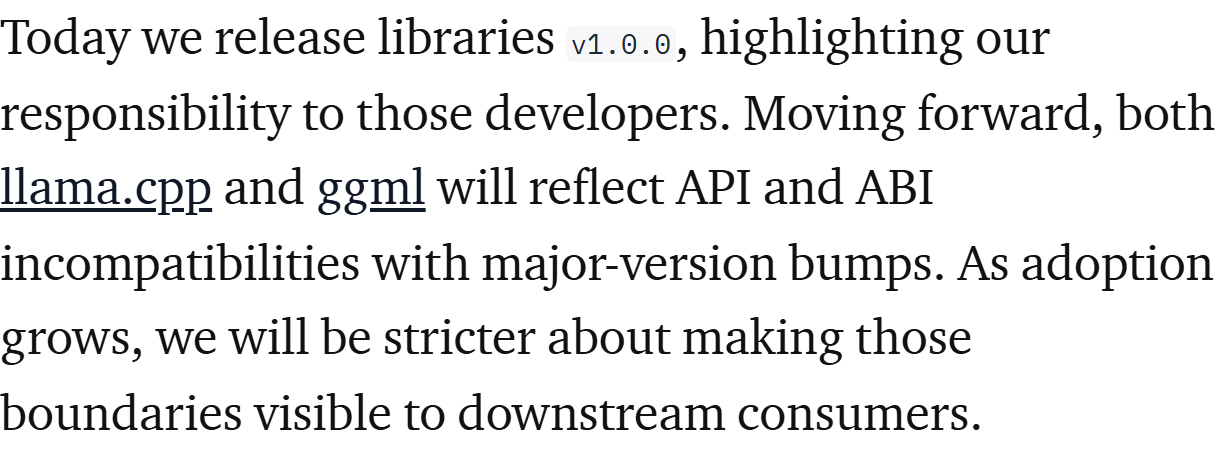 Today we release libraries v1.0.0, highlighting our
responsibility to those developers. Moving forward, both
llama.cpp and ggml will reflect API and ABI
incompatibilities with major-version bumps. As adoption
grows, we will be stricter about making those
boundaries visible to downstream consumers.